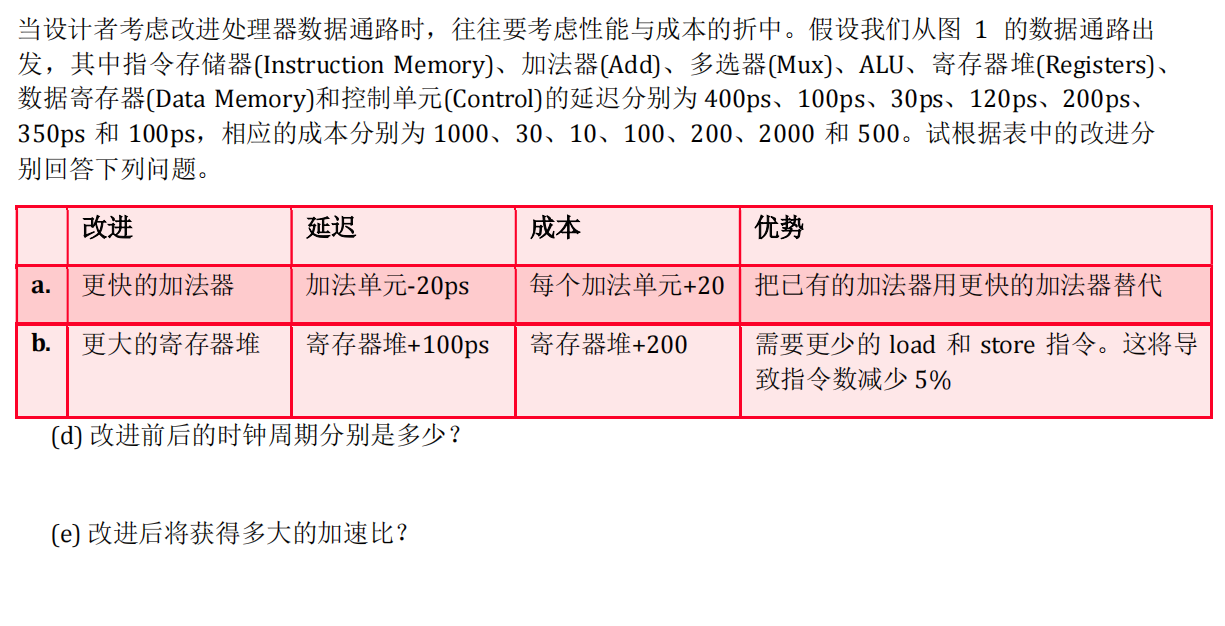 当设计者考虑改进处理器数据通路时，往往要考虑性能与成本的折中。假设我们从图 1 的数据通路出
发，其中指令存储器(Instruction Memory)、加法器(Add)、多选器(Mux)、ALU、寄存器堆(Registers)、
数据寄存器(Data Memory)和控制单元(Control)的延迟分别为 400ps、100ps、30ps、120ps、200ps、
350ps 和 100ps，相应的成本分别为 1000、30、10、100、200、2000 和 500。试根据表中的改进分
别回答下列问题。
改进 延迟 成本 优势
a. 更快的加法器 加法单元-20ps 每个加法单元+20 把已有的加法器用更快的加法器替代
b. 更大的寄存器堆 寄存器堆+100ps 寄存器堆+200 需要更少的 load 和 store 指令。这将导
致指令数减少 5%
(d) 改进前后的时钟周期分别是多少？
(e) 改进后将获得多大的加速比？